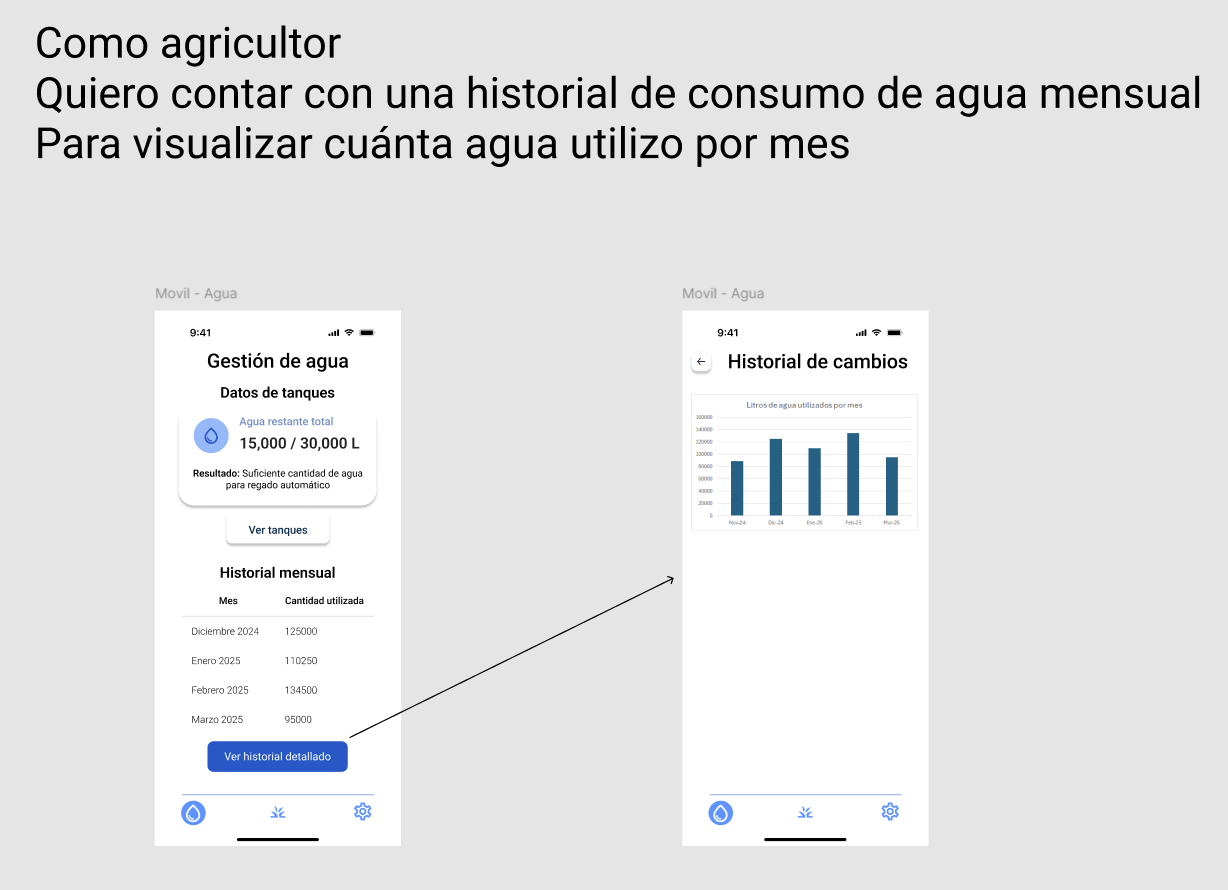 Como agricultor
Quiero contar con una historial de consumo de agua mensual
Para visualizar cuánta agua utilizo por mes
Movil - Agua
9:41
Gestión de agua
Datos de tanques
Agua restante total
15,000 / 30,000 L
Resultado: Suficiente cantidad de agua
para regado automático
Ver tanques
Historial mensual
Mes Cantidad utilizada
Diciembre 2024 125000
Enero 2025 110250
Febrero 2025 134500
Marzo 2025 95000
Ver historial detallado
Movil - Agua
9:41
Historial de cambios
Litros de agua utilizados por mes
160000
140000
120000
100000
80000
60000
40000
20000
0
Nov-24 Dic-24 Ene-25 Feb-25 Mar-25